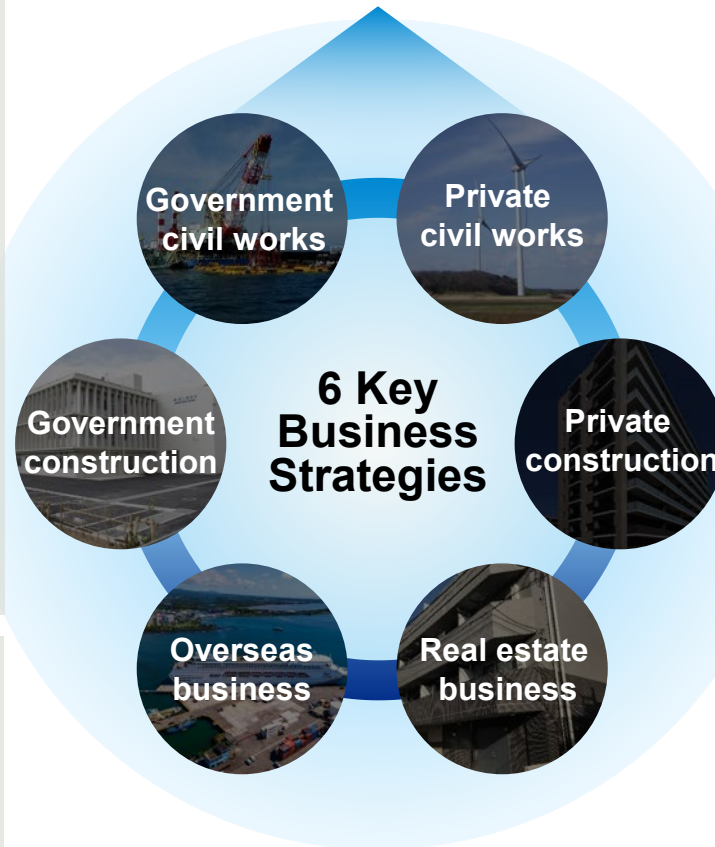 Government
civil works
Private
civil works
Government
construction
6 Key
Business
Strategies
Private
construction
Overseas
business
Real estate
business